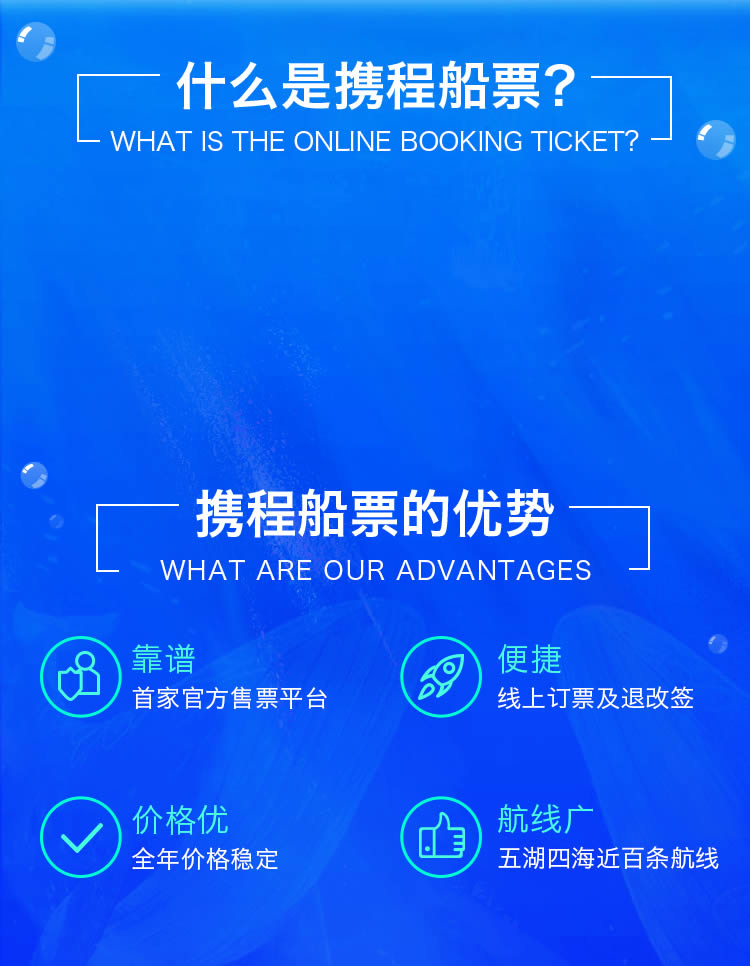 什么是携程船票?
WHAT IS THE ONLINE BOOKING TICKET?
携程船票的优势
WHAT ARE OUR ADVANTAGES
靠谱
首家官方售票平台
便捷
线上订票及退改签
价格优
全年价格稳定
航线广
五湖四海近百条航线